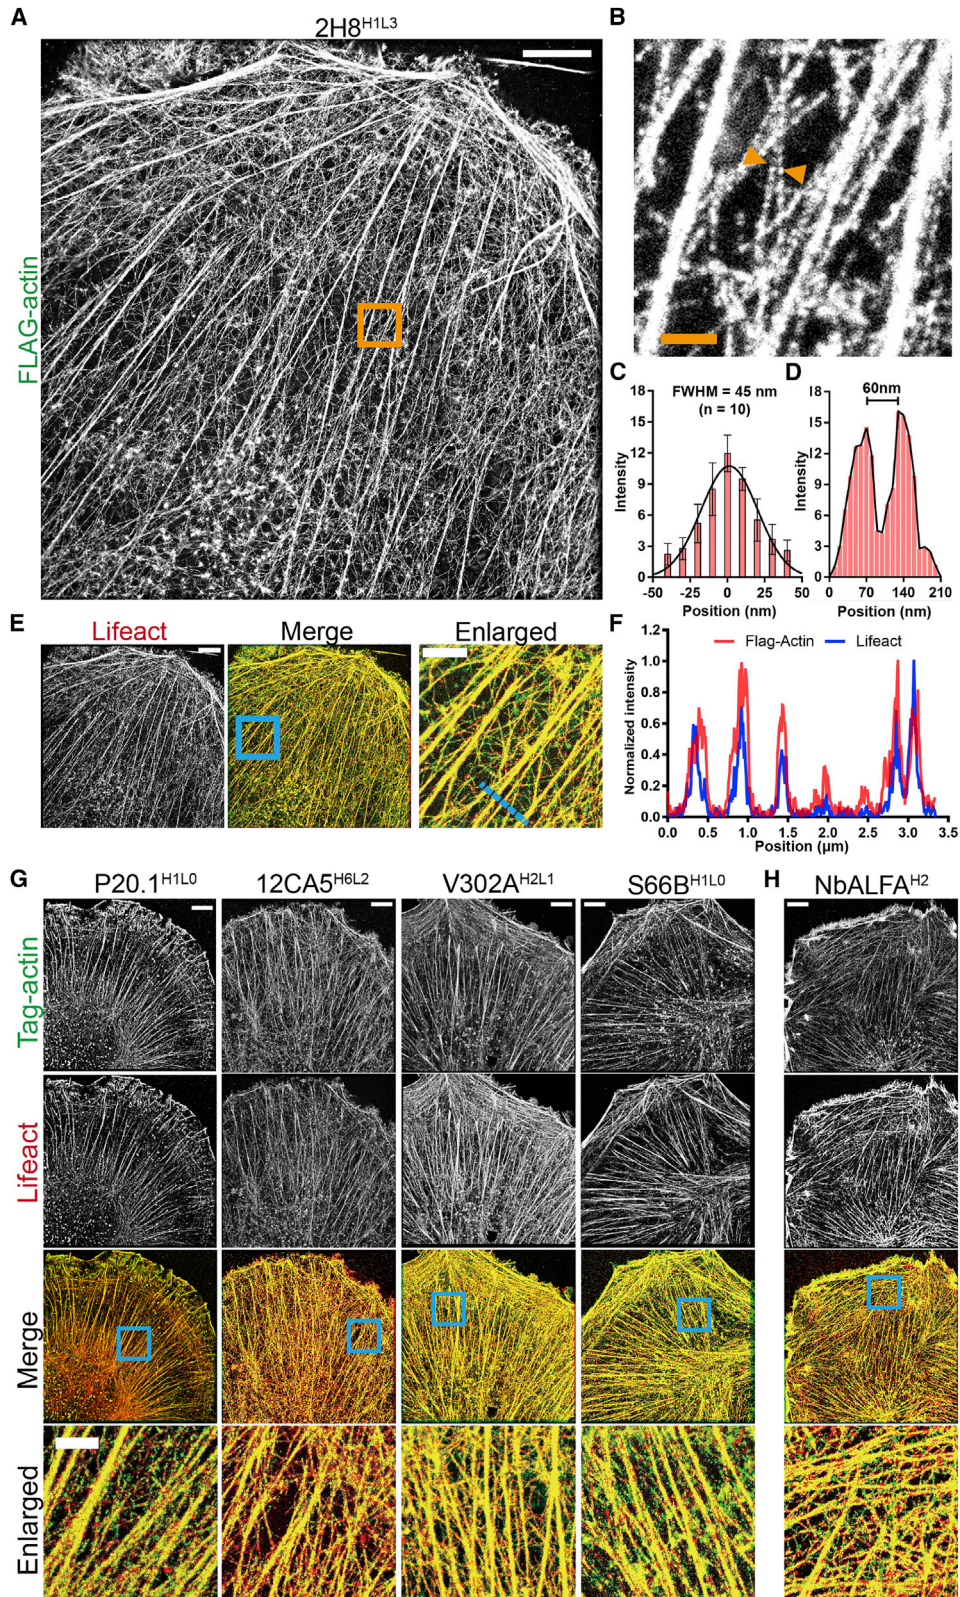 A
2H8H1L3
FLAG-actin
B
C
FWHM = 45 nm
(n = 10)
Intensity
18
15
12
9
6
3
0
-50 -25 0 25 50
Position (nm)
D
60nm
Intensity
18
15
12
9
6
3
0
0 70 140 210
Position (nm)
E
Lifeact Merge Enlarged
F
Flag-Actin Lifeact
Normalized intensity
1.2
1.0
0.8
0.6
0.4
0.2
0
0.0 0.5 1.0 1.5 2.0 2.5 3.0 3.5
Position (µm)
G
P20.1H1L0 12CA5H6L2 V302AH2L1 S66BH1L0
H
NbALFAH2
Tag-actin
Lifeact
Merge
Enlarged